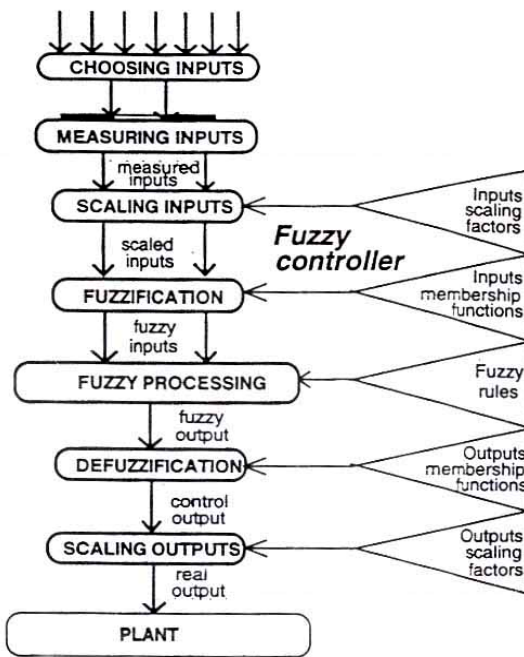 CHOOSING INPUTS
MEASURING INPUTS
measured
inputs
SCALING INPUTS
Inputs
scaling
factors
scaled
inputs
Fuzzy
controller
FUZZIFICATION
Inputs
membership
functions
fuzzy
inputs
FUZZY PROCESSING
Fuzzy
rules
fuzzy
output
DEFUZZIFICATION
Outputs
membership
functions
control
output
SCALING OUTPUTS
Outputs
scaling
factors
real
output
PLANT